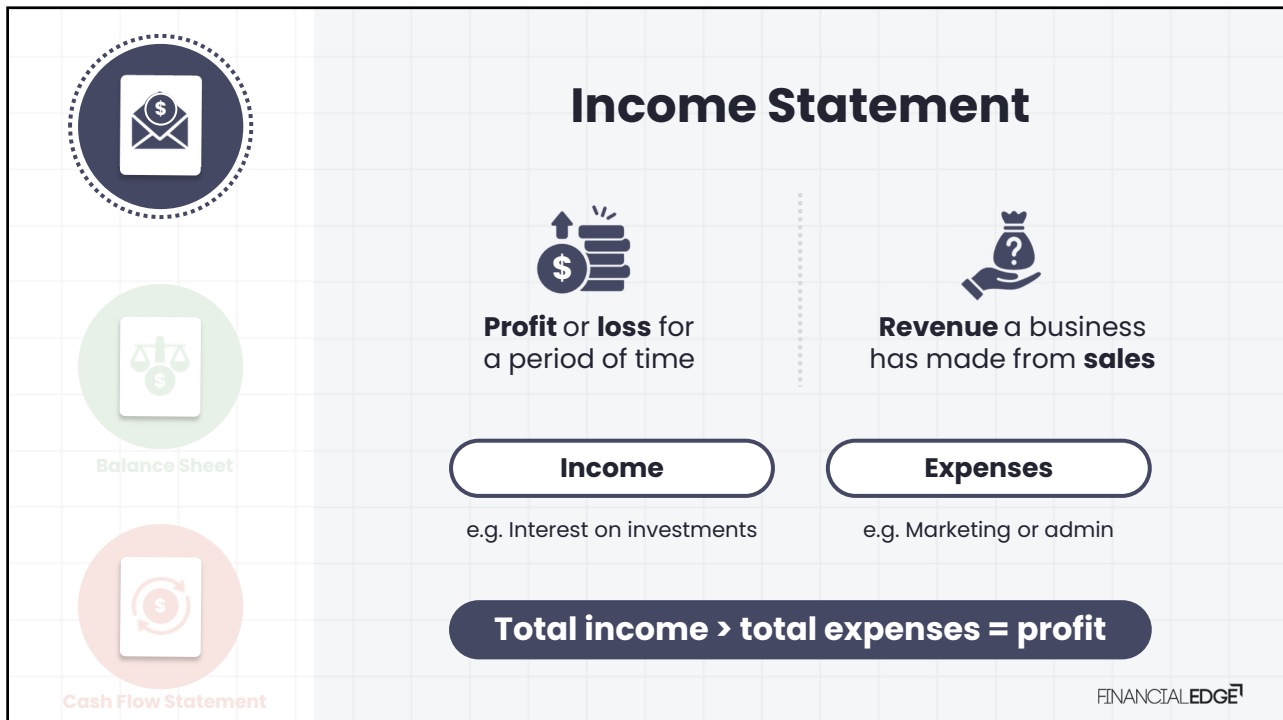 $
Income Statement
$
?
Profit or loss for
a period of time
Revenue a business
has made from sales
$
Balance Sheet
Income
Expenses
e.g. Interest on investments
e.g. Marketing or admin
$
Total income > total expenses = profit
Cash Flow Statement
FINANCIALEDGE